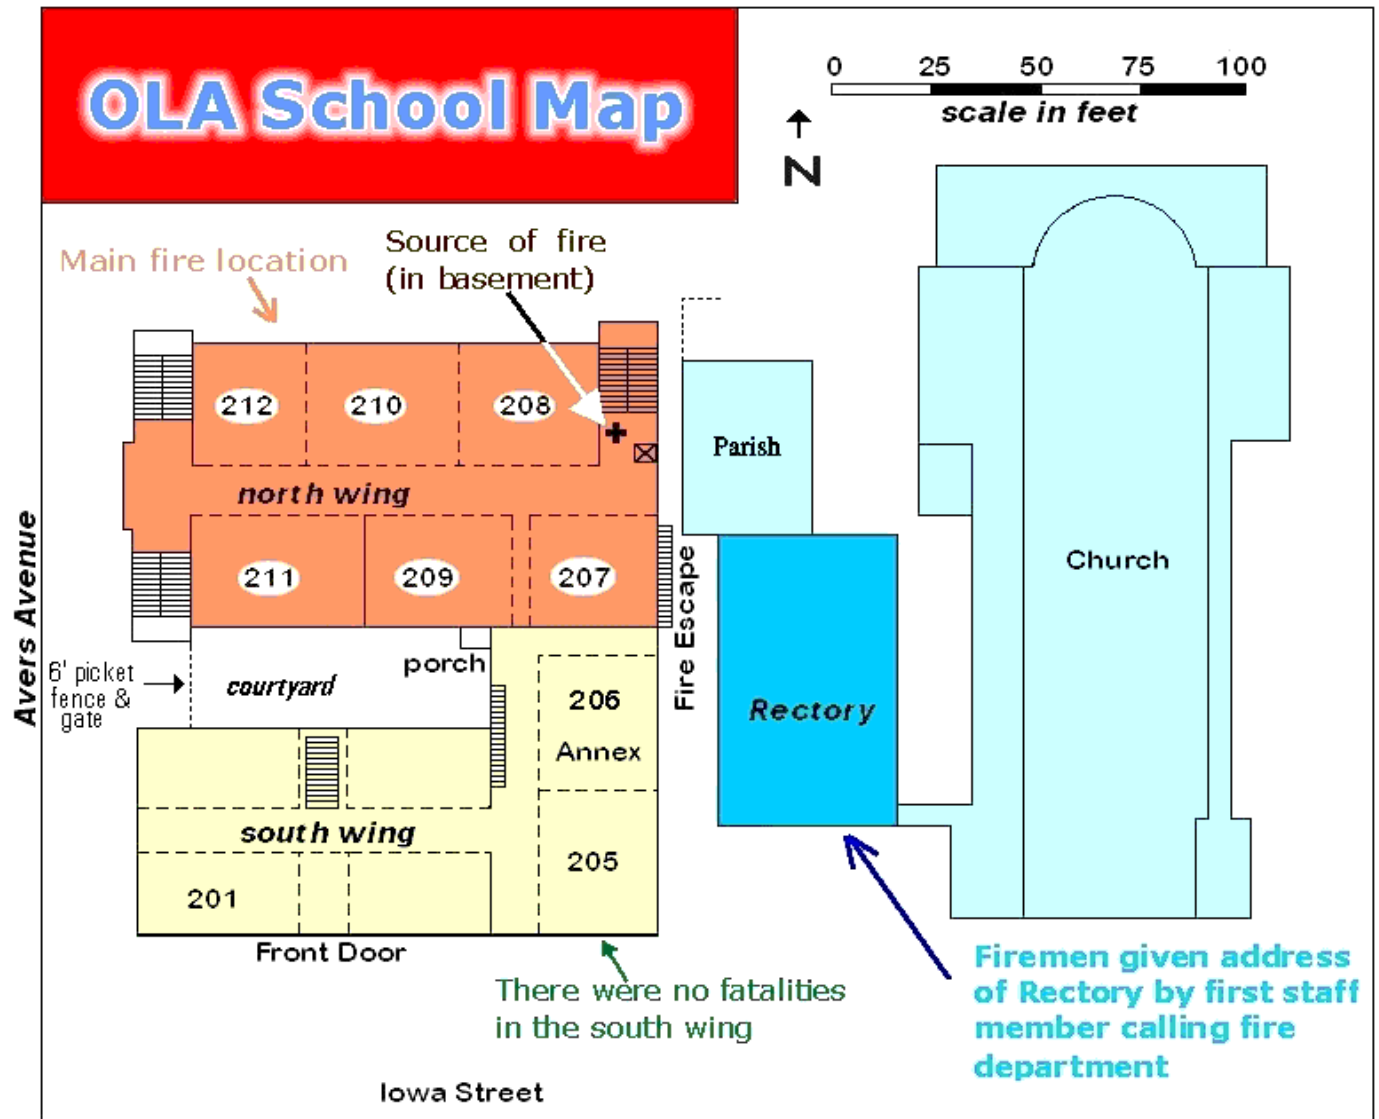 OLA School Map
0 25 50 75 100
scale in feet
N
Main fire location
Source of fire
(in basement)
212 210 208
Parish
north wing
Avers Avenue
211 209 207
Church
Fire Escape
6' picket
fence &
gate
courtyard
porch
206
Annex
Rectory
south wing
205
201
Front Door
There were no fatalities
in the south wing
Firemen given address
of Rectory by first staff
member calling fire
department
Iowa Street